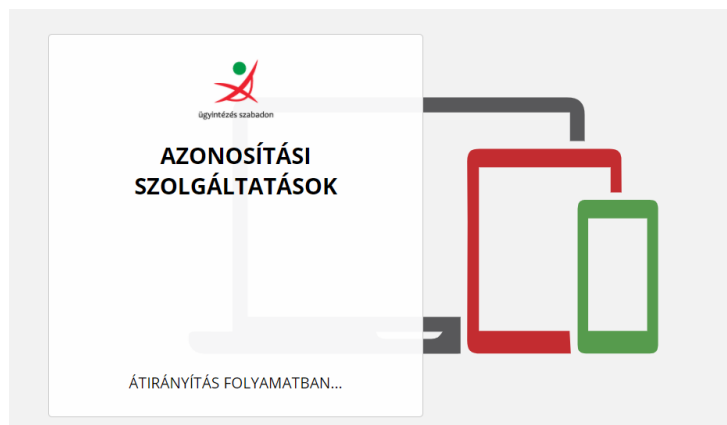 ügyintézés szabadon
AZONOSÍTÁSI
SZOLGÁLTATÁSOK
ÁTIRÁNYÍTÁS FOLYAMATBAN...